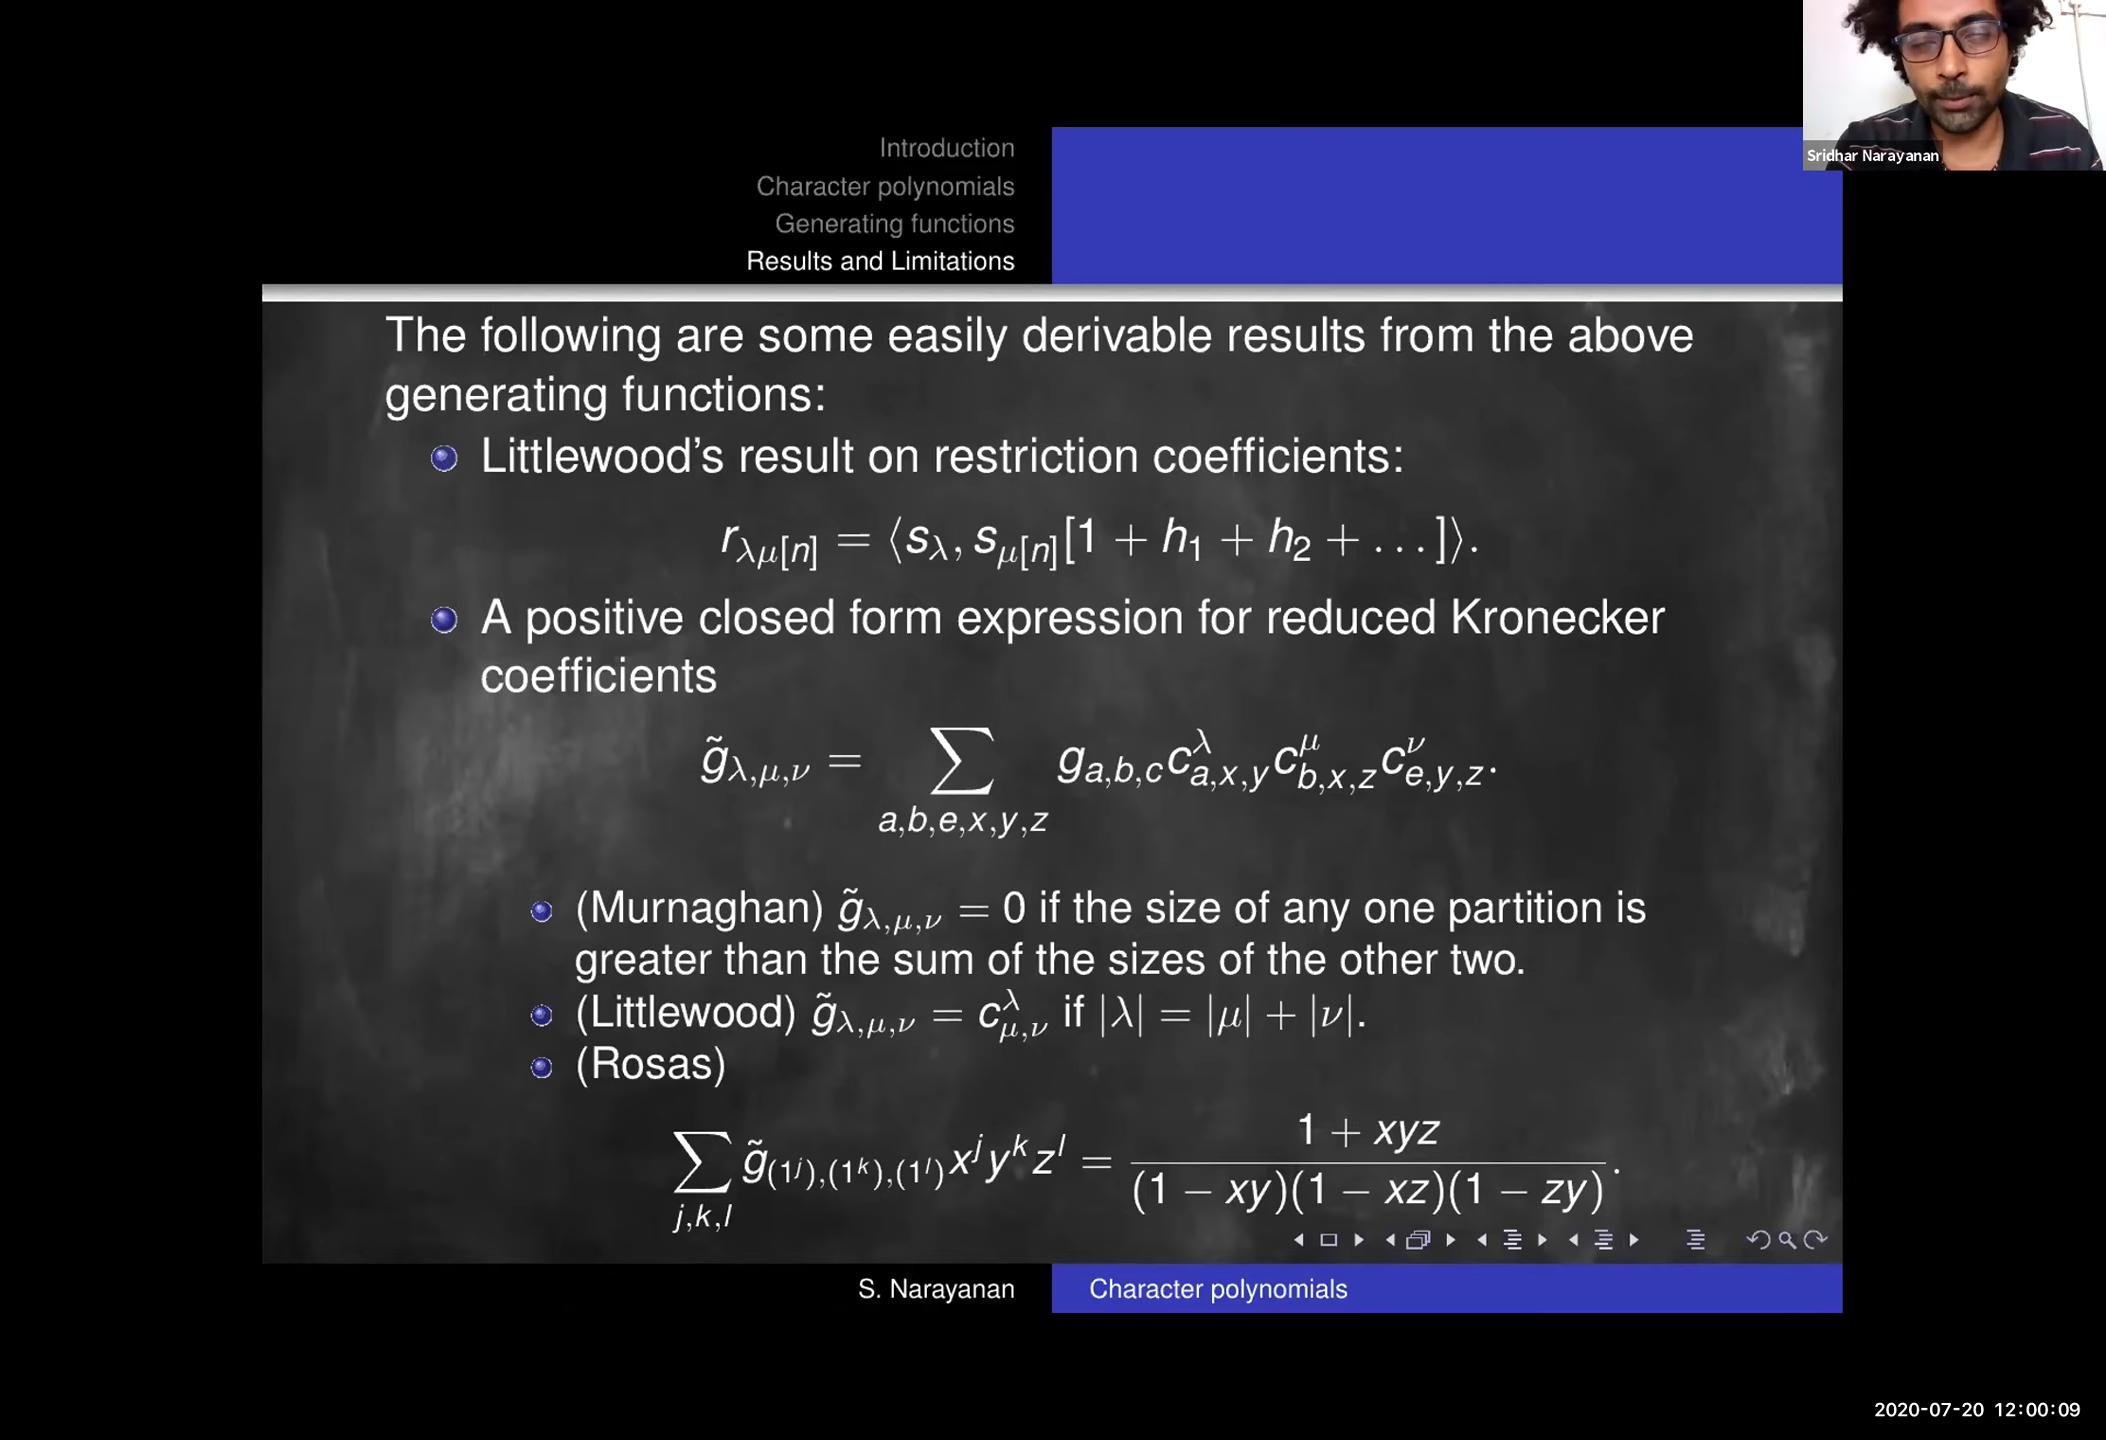 Sridhar Narayanan
Introduction
Character polynomials
Generating functions
Results and Limitations
The following are some easily derivable results from the above
generating functions:
Littlewood's result on restriction coefficients:
r_{λμ[n]} = ⟨s_λ, s_{μ[n]}[1 + h_1 + h_2 + ...]⟩.
A positive closed form expression for reduced Kronecker
coefficients
g̃_{λ,μ,ν} = ∑_{a,b,e,x,y,z} g_{a,b,c} c^λ_{a,x,y} c^μ_{b,x,z} c^ν_{e,y,z}.
(Murnaghan) g̃_{λ,μ,ν} = 0 if the size of any one partition is
greater than the sum of the sizes of the other two.
(Littlewood) g̃_{λ,μ,ν} = c^λ_{μ,ν} if |λ| = |μ| + |ν|.
(Rosas)
∑_{j,k,l} g̃_{(1^j),(1^k),(1^l)} x^j y^k z^l = (1 + xyz) / ((1 − xy)(1 − xz)(1 − zy)).
S. Narayanan
Character polynomials
2020-07-20 12:00:09